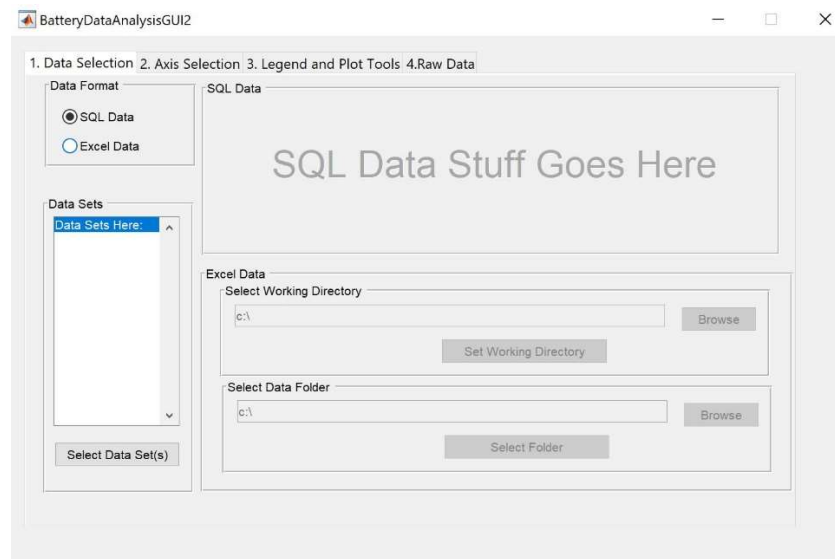 BatteryDataAnalysisGUI2
1. Data Selection 2. Axis Selection 3. Legend and Plot Tools 4.Raw Data
Data Format
SQL Data
Excel Data
SQL Data
SQL Data Stuff Goes Here
Data Sets
Data Sets Here:
Select Data Set(s)
Excel Data
Select Working Directory
c:\
Browse
Set Working Directory
Select Data Folder
c:\
Browse
Select Folder